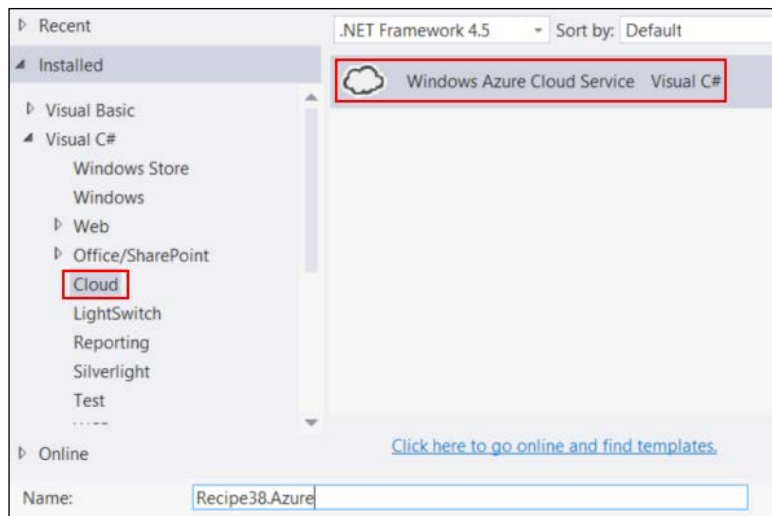 Recent
.NET Framework 4.5 Sort by: Default
Installed
Windows Azure Cloud Service Visual C#
Visual Basic
Visual C#
Windows Store
Windows
Web
Office/SharePoint
Cloud
LightSwitch
Reporting
Silverlight
Test
Online
Click here to go online and find templates.
Name: Recipe38.Azure